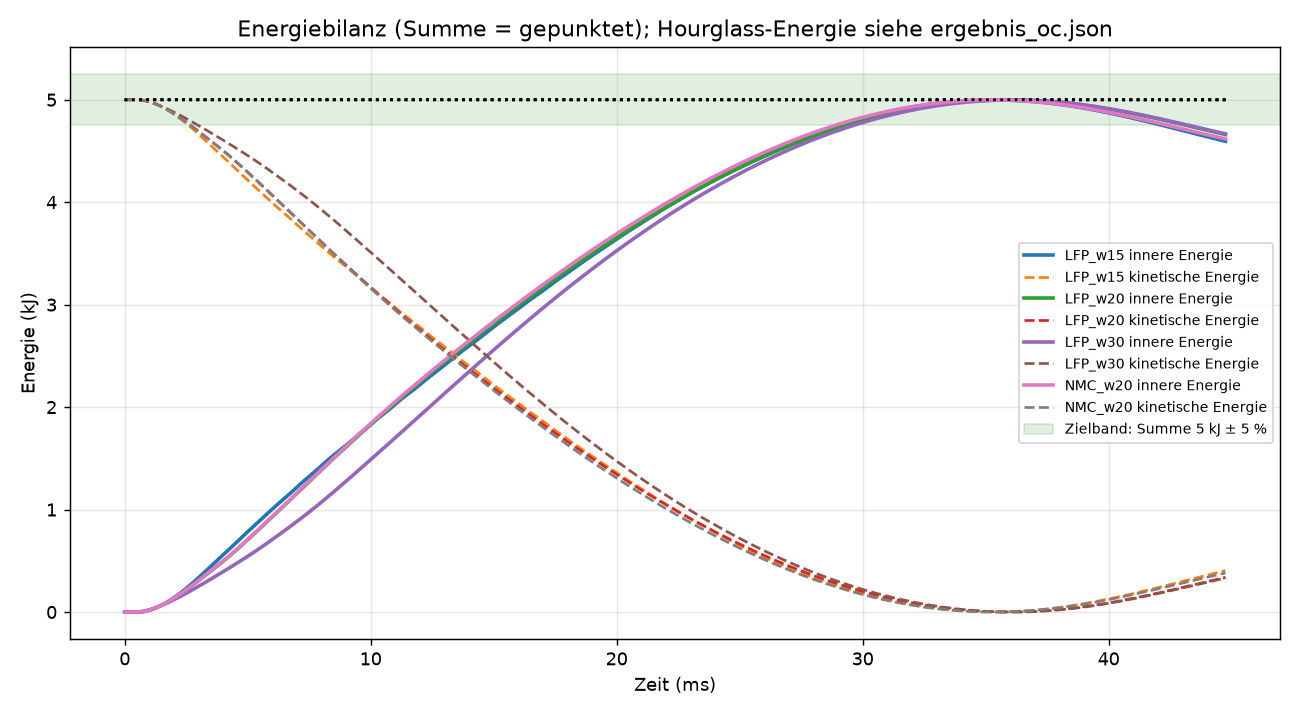 Energiebilanz (Summe = gepunktet); Hourglass-Energie siehe ergebnis_oc.json
Energie (kJ)
5
4
3
2
1
0
LFP_w15 innere Energie
LFP_w15 kinetische Energie
LFP_w20 innere Energie
LFP_w20 kinetische Energie
LFP_w30 innere Energie
LFP_w30 kinetische Energie
NMC_w20 innere Energie
NMC_w20 kinetische Energie
Zielband: Summe 5 kJ ± 5 %
0 10 20 30 40
Zeit (ms)